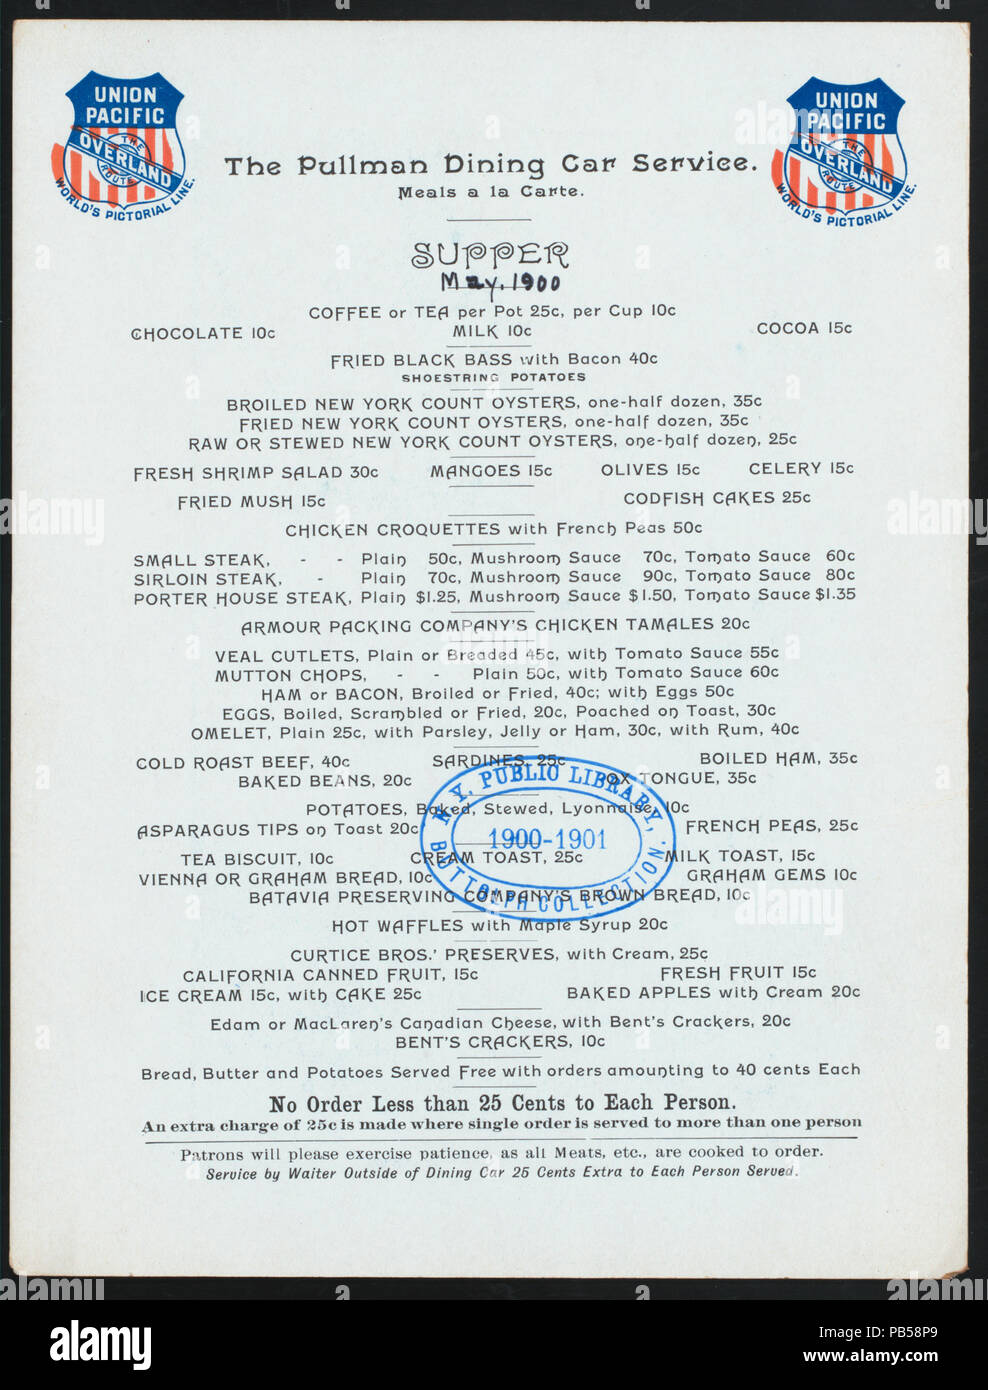 UNION
PACIFIC
THE
OVERLAND
ROUTE
WORLD'S PICTORIAL LINE.
UNION
PACIFIC
THE
OVERLAND
ROUTE
WORLD'S PICTORIAL LINE.
The Pullman Dining Car Service.
Meals a la Carte.
SUPPER
May, 1900
COFFEE or TEA per Pot 25c, per Cup 10c
CHOCOLATE 10c MILK 10c COCOA 15c
FRIED BLACK BASS with Bacon 40c
SHOESTRING POTATOES
BROILED NEW YORK COUNT OYSTERS, one-half dozen, 35c
FRIED NEW YORK COUNT OYSTERS, one-half dozen, 35c
RAW OR STEWED NEW YORK COUNT OYSTERS, one-half dozen, 25c
FRESH SHRIMP SALAD 30c MANGOES 15c OLIVES 15c CELERY 15c
FRIED MUSH 15c CODFISH CAKES 25c
CHICKEN CROQUETTES with French Peas 50c
SMALL STEAK, - - Plain 50c, Mushroom Sauce 70c, Tomato Sauce 60c
SIRLOIN STEAK, - Plain 70c, Mushroom Sauce 90c, Tomato Sauce 80c
PORTER HOUSE STEAK, Plain $1.25, Mushroom Sauce $1.50, Tomato Sauce $1.35
ARMOUR PACKING COMPANY'S CHICKEN TAMALES 20c
VEAL CUTLETS, Plain or Breaded 45c, with Tomato Sauce 55c
MUTTON CHOPS, - - Plain 50c, with Tomato Sauce 60c
HAM or BACON, Broiled or Fried, 40c; with Eggs 50c
EGGS, Boiled, Scrambled or Fried, 20c, Poached on Toast, 30c
OMELET, Plain 25c, with Parsley, Jelly or Ham, 30c, with Rum, 40c
COLD ROAST BEEF, 40c SARDINES, 25c BOILED HAM, 35c
BAKED BEANS, 20c OX TONGUE, 35c
POTATOES, Baked, Stewed, Lyonnaise, 10c
ASPARAGUS TIPS on Toast 20c FRENCH PEAS, 25c
TEA BISCUIT, 10c CREAM TOAST, 25c MILK TOAST, 15c
VIENNA OR GRAHAM BREAD, 10c GRAHAM GEMS 10c
BATAVIA PRESERVING COMPANY'S BROWN BREAD, 10c
N.Y. PUBLIC LIBRARY,
1900-1901
BUTTOLPH COLLECTION.
HOT WAFFLES with Maple Syrup 20c
CURTICE BROS.' PRESERVES, with Cream, 25c
CALIFORNIA CANNED FRUIT, 15c FRESH FRUIT 15c
ICE CREAM 15c, with CAKE 25c BAKED APPLES with Cream 20c
Edam or MacLaren's Canadian Cheese, with Bent's Crackers, 20c
BENT'S CRACKERS, 10c
Bread, Butter and Potatoes Served Free with orders amounting to 40 cents Each
No Order Less than 25 Cents to Each Person.
An extra charge of 25c is made where single order is served to more than one person
Patrons will please exercise patience, as all Meats, etc., are cooked to order.
Service by Waiter Outside of Dining Car 25 Cents Extra to Each Person Served.
alamy
alamy
Image ID: PB58P9
www.alamy.com